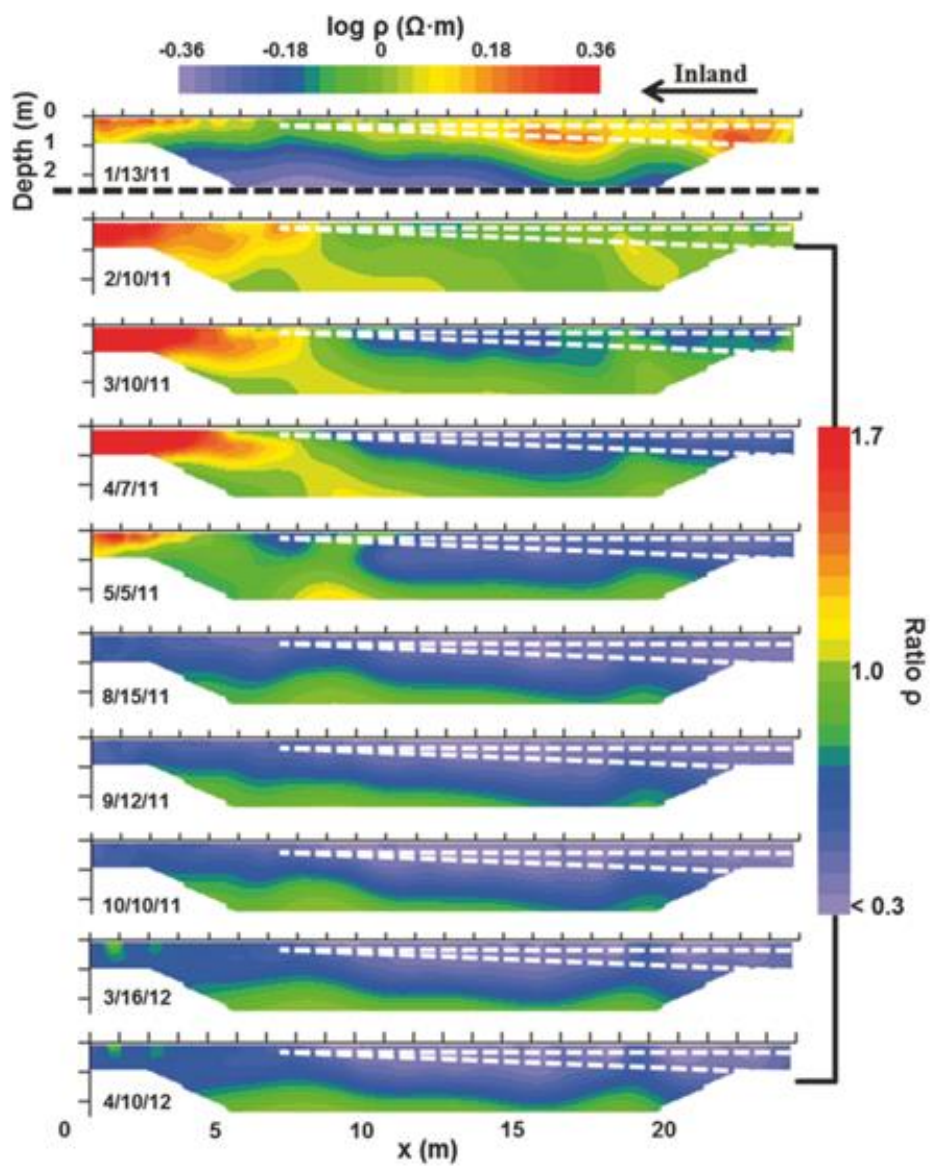 log ρ (Ω·m)
-0.36 -0.18 0 0.18 0.36
Inland
Depth (m)
0
1
2
1/13/11
2/10/11
3/10/11
4/7/11
5/5/11
8/15/11
9/12/11
10/10/11
3/16/12
4/10/12
1.7
1.0
< 0.3
Ratio ρ
0 5 10 15 20
x (m)